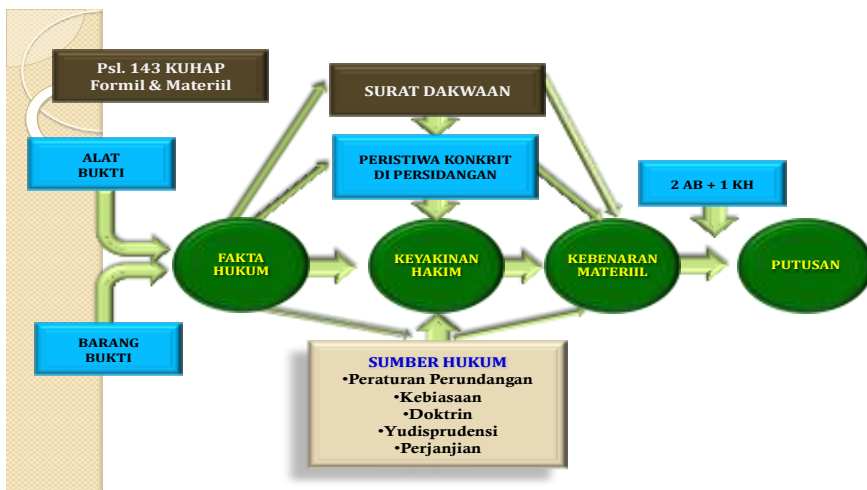 Psl. 143 KUHAP
Formil & Materiil
SURAT DAKWAAN
ALAT
BUKTI
PERISTIWA KONKRIT
DI PERSIDANGAN
2 AB + 1 KH
FAKTA
HUKUM
KEYAKINAN
HAKIM
KEBENARAN
MATERIIL
PUTUSAN
BARANG
BUKTI
SUMBER HUKUM
•Peraturan Perundangan
•Kebiasaan
•Doktrin
•Yudisprudensi
•Perjanjian